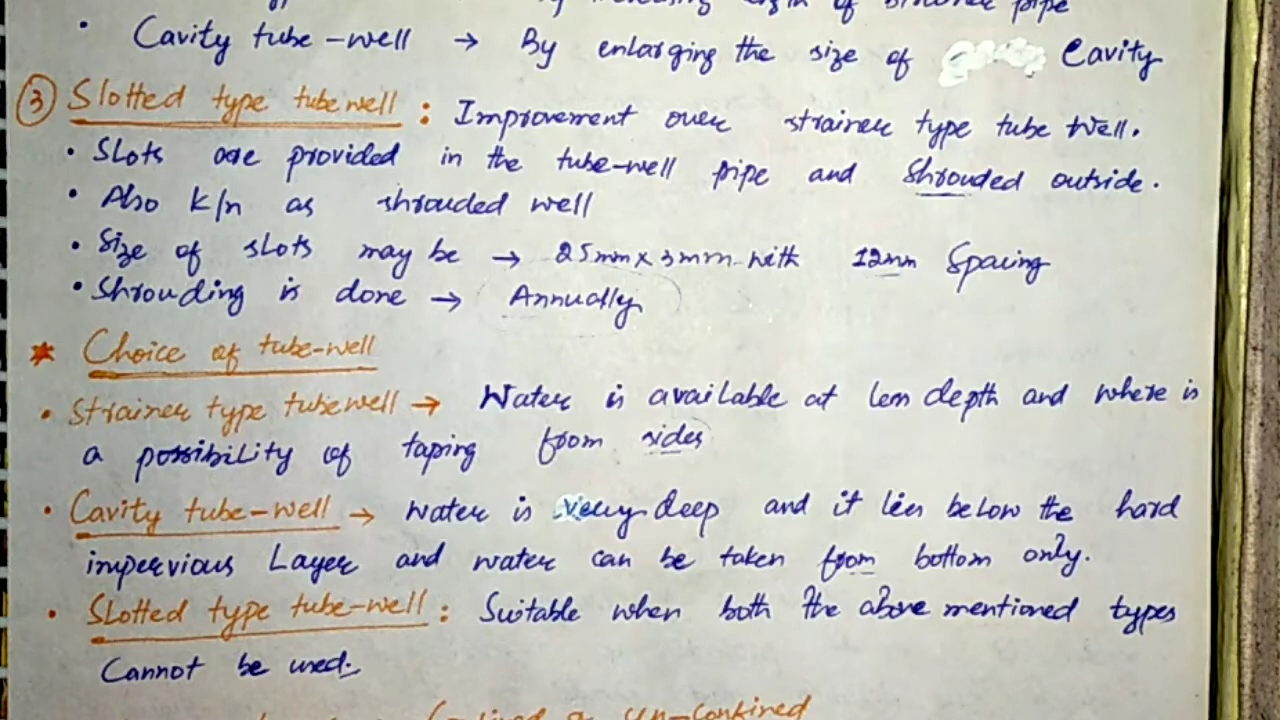 of strainer pipe
• Cavity tube-well → By enlarging the size of Cavity
③ Slotted type tubewell : Improvement over strainer type tube well.
• Slots are provided in the tube-well pipe and shrouded outside.
• Also k/n as shrouded well
• Size of slots may be → 25mm x 3mm with 12mm Spacing
• Shrouding is done → Annually
* Choice of tube-well
• Strainer type tubewell → Water is available at less depth and where is
a possibility of taping from sides
• Cavity tube-well → Water is very deep and it lies below the hard
impervious Layer and water can be taken from bottom only.
• Slotted type tube-well : Suitable when both the above mentioned types
Cannot be used.
un-confined